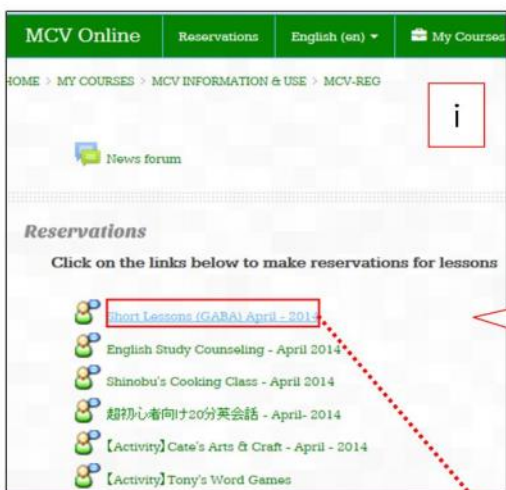 MCV Online Reservations English (en) My Courses
HOME > MY COURSES > MCV INFORMATION & USE > MCV-REG
i
News forum
Reservations
Click on the links below to make reservations for lessons
Short Lessons (GABA) April - 2014
English Study Counseling - April 2014
Shinobu's Cooking Class - April 2014
超初心者向け20分英会話 - April- 2014
【Activity】Cate's Arts & Craft - April - 2014
【Activity】Tony's Word Games